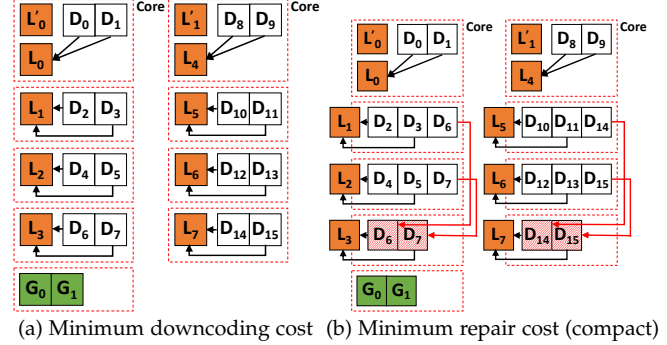 L'0 D0 D1 Core
L0
L1 D2 D3
L2 D4 D5
L3 D6 D7
G0 G1
L'1 D8 D9
L4
L5 D10 D11
L6 D12 D13
L7 D14 D15
(a) Minimum downcoding cost
L'0 D0 D1 Core
L0
L1 D2 D3 D6
L2 D4 D5 D7
L3 D6 D7
G0 G1
L'1 D8 D9 Core
L4
L5 D10 D11 D14
L6 D12 D13 D15
L7 D14 D15
(b) Minimum repair cost (compact)